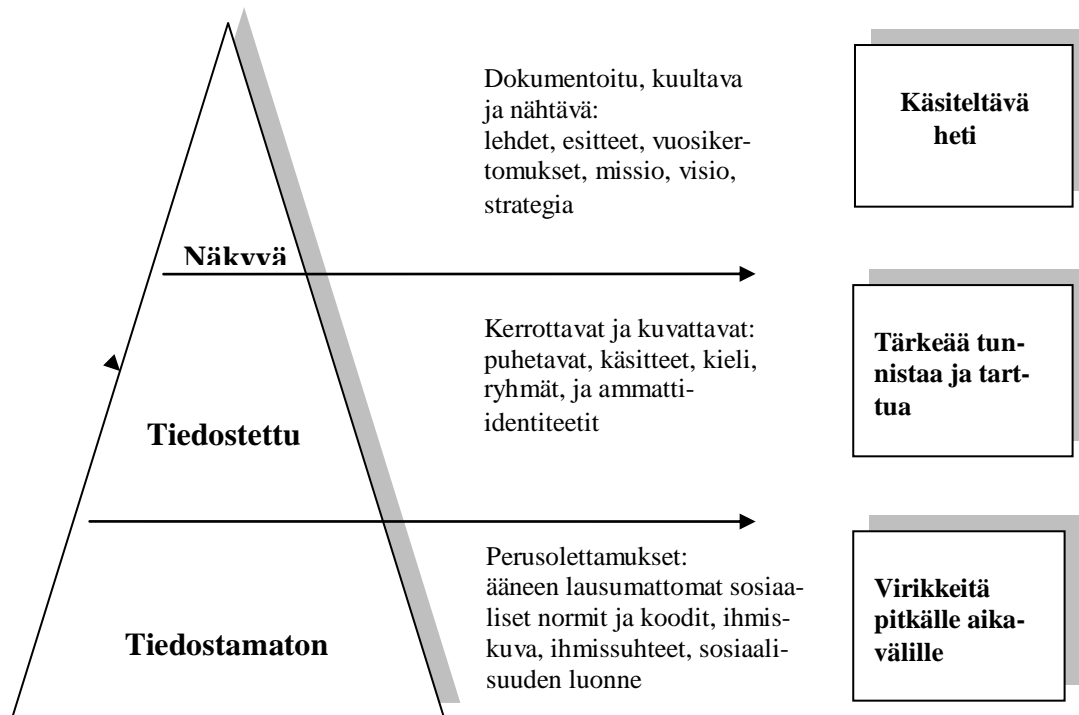 Dokumentoitu, kuultava
ja nähtävä:
lehdet, esitteet, vuosiker-
tomukset, missio, visio,
strategia
Käsiteltävä
heti
Näkyvä
Kerrottavat ja kuvattavat:
puhetavat, käsitteet, kieli,
ryhmät, ja ammatti-
identiteetit
Tärkeää tun-
nistaa ja tart-
tua
Tiedostettu
Perusolettamukset:
ääneen lausumattomat sosiaa-
liset normit ja koodit, ihmis-
kuva, ihmissuhteet, sosiaali-
suuden luonne
Virikkeitä
pitkälle aika-
välille
Tiedostamaton